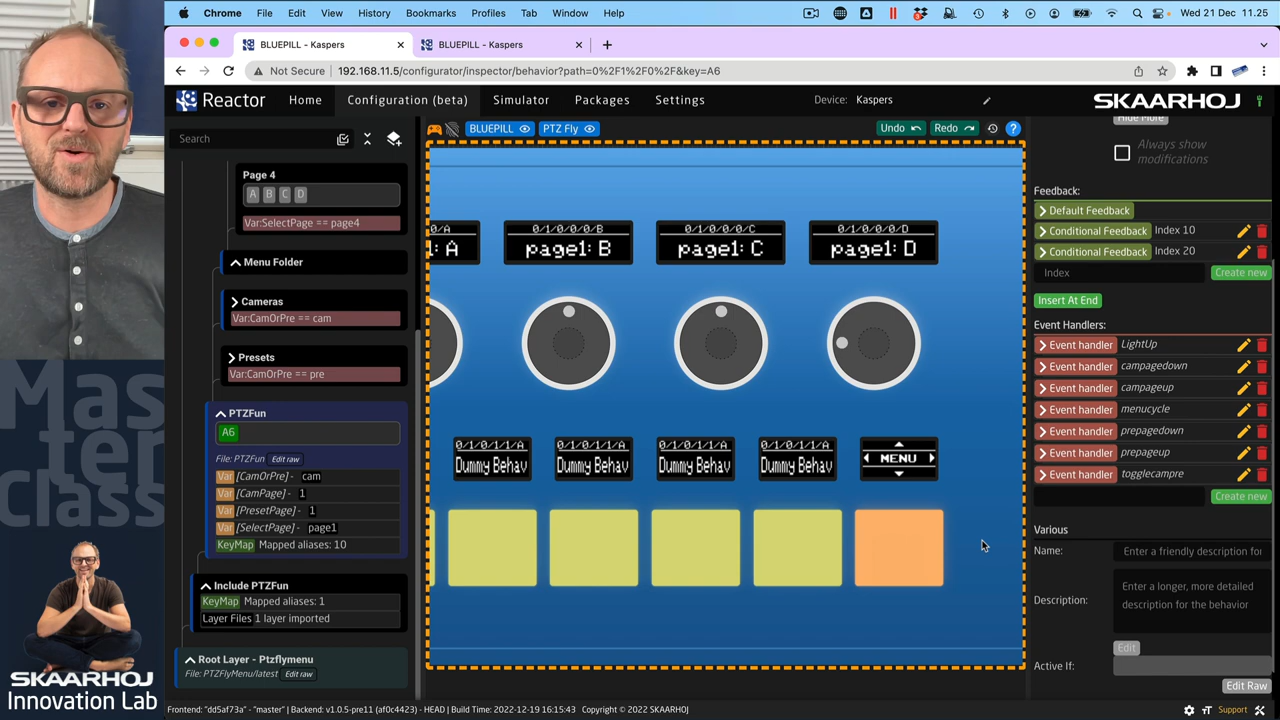 Chrome File Edit View History Bookmarks Profiles Tab Window Help Wed 21 Dec 11.25
BLUEPILL - Kaspers BLUEPILL - Kaspers
Not Secure 192.168.11.5/configurator/inspector/behavior?path=0%2F1%2F0%2F&key=A6
Reactor Home Configuration (beta) Simulator Packages Settings Device: Kaspers SKAARHOJ
Search
BLUEPILL PTZ Fly Undo Redo
Hide More
Always show modifications
Page 4
A B C D
Var:SelectPage == page4
Menu Folder
Cameras
Var:CamOrPre == cam
Presets
Var:CamOrPre == pre
PTZFun
A6
File: PTZFun Edit raw
Var [CamOrPre]- cam
Var [CamPage]- 1
Var [PresetPage]- 1
Var [SelectPage]- page1
KeyMap Mapped aliases: 10
Include PTZFun
KeyMap Mapped aliases: 1
Layer Files 1 layer imported
Root Layer - Ptzflymenu
File: PTZFlyMenu/latest Edit raw
0/A 0/1/0/0/0/B 0/1/0/0/0/C 0/1/0/0/0/D
1: A page1: B page1: C page1: D
0/1/0/1/1/A 0/1/0/1/1/A 0/1/0/1/1/A 0/1/0/1/1/A
Dummy Behav Dummy Behav Dummy Behav Dummy Behav MENU
Feedback:
Default Feedback
Conditional Feedback Index 10
Conditional Feedback Index 20
Index Create new
Insert At End
Event Handlers:
Event handler LightUp
Event handler campagedown
Event handler campageup
Event handler menucycle
Event handler prepagedown
Event handler prepageup
Event handler togglecampre
Create new
Various
Name: Enter a friendly description for
Description: Enter a longer, more detailed
description for the behavior
Edit
Active If:
Edit Raw
Master
Class
SKAARHOJ
Innovation Lab
Frontend: "dd5af73a" - "master" | Backend: v1.0.5-pre11 (af0c4423) - HEAD | Build Time: 2022-12-19 16:15:43 Copyright © 2022 SKAARHOJ
Support